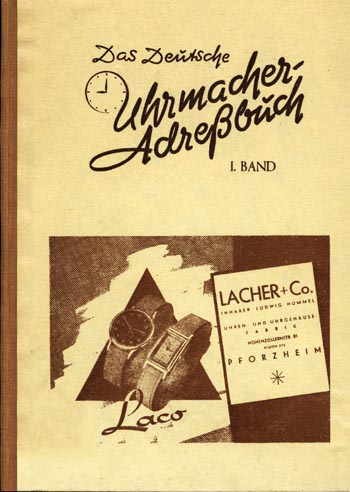 Das Deutsche
Uhrmacher-
Adreßbuch
I. BAND
Laco
LACHER + Co.
INHABER LUDWIG HUMMEL
UHREN- UND UHRGEHÄUSE-
FABRIK
HOHENZOLLERNSTR. 81
PFORZHEIM